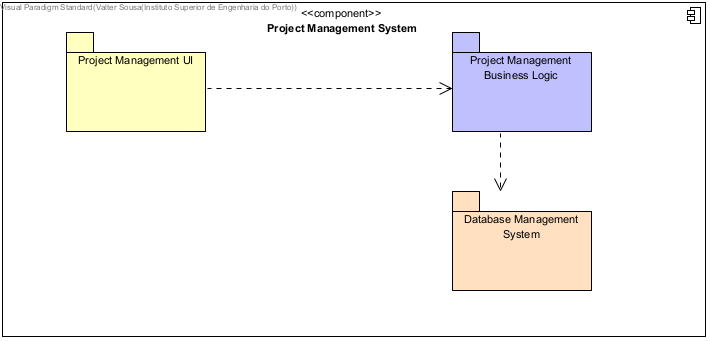 Visual Paradigm Standard(Valter Sousa(Instituto Superior de Engenharia do Porto))
<<component>>
Project Management System
Project Management UI
Project Management
Business Logic
Database Management
System